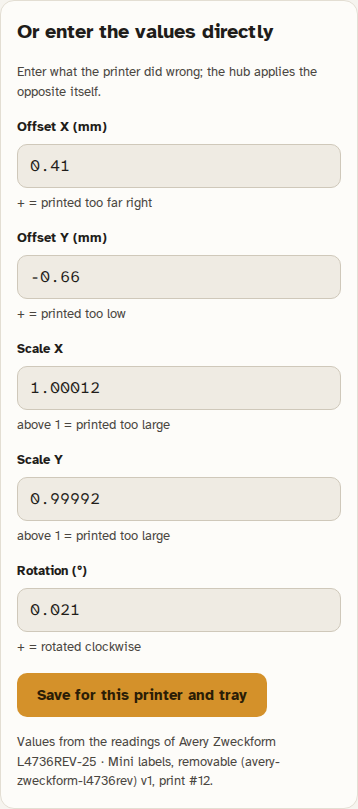 Or enter the values directly
Enter what the printer did wrong; the hub applies the
opposite itself.
Offset X (mm)
0.41
+ = printed too far right
Offset Y (mm)
-0.66
+ = printed too low
Scale X
1.00012
above 1 = printed too large
Scale Y
0.99992
above 1 = printed too large
Rotation (°)
0.021
+ = rotated clockwise
Save for this printer and tray
Values from the readings of Avery Zweckform
L4736REV-25 · Mini labels, removable (avery-
zweckform-l4736rev) v1, print #12.